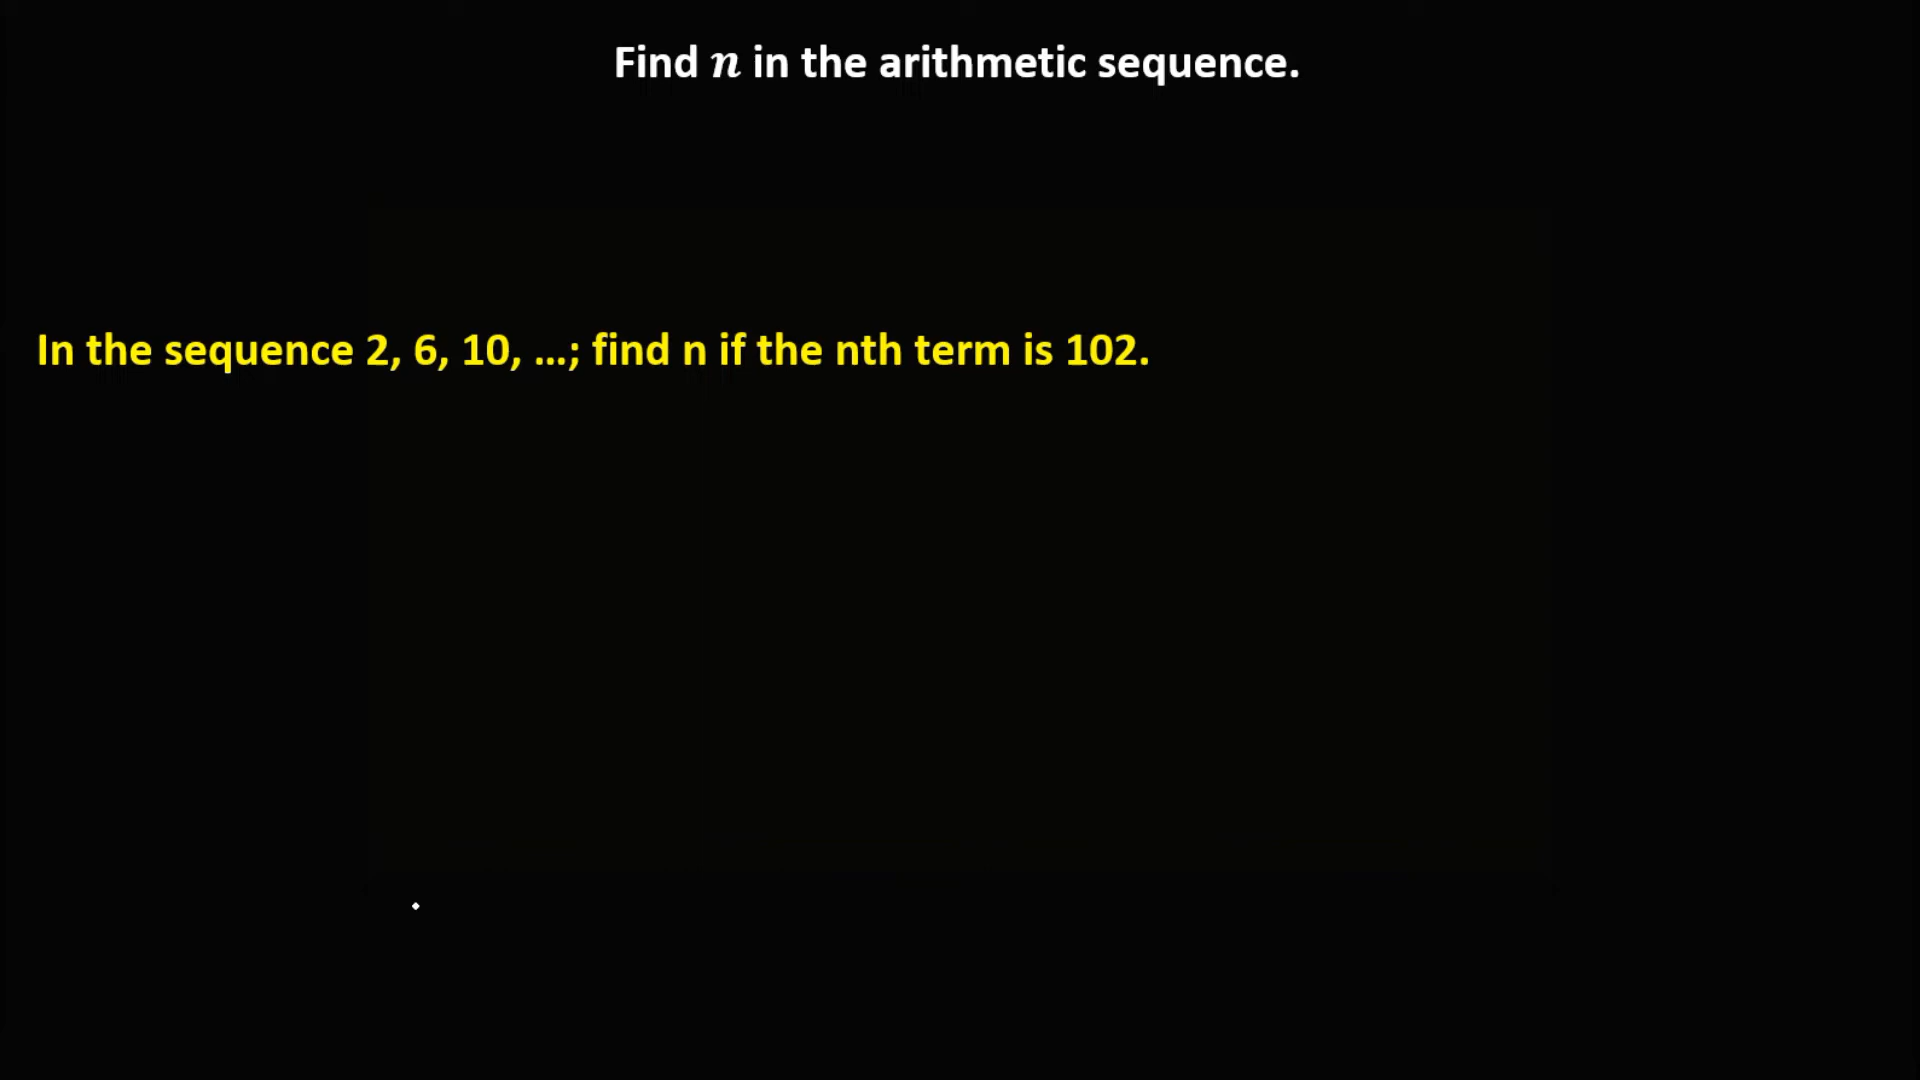 Find n in the arithmetic sequence.
In the sequence 2, 6, 10, ...; find n if the nth term is 102.